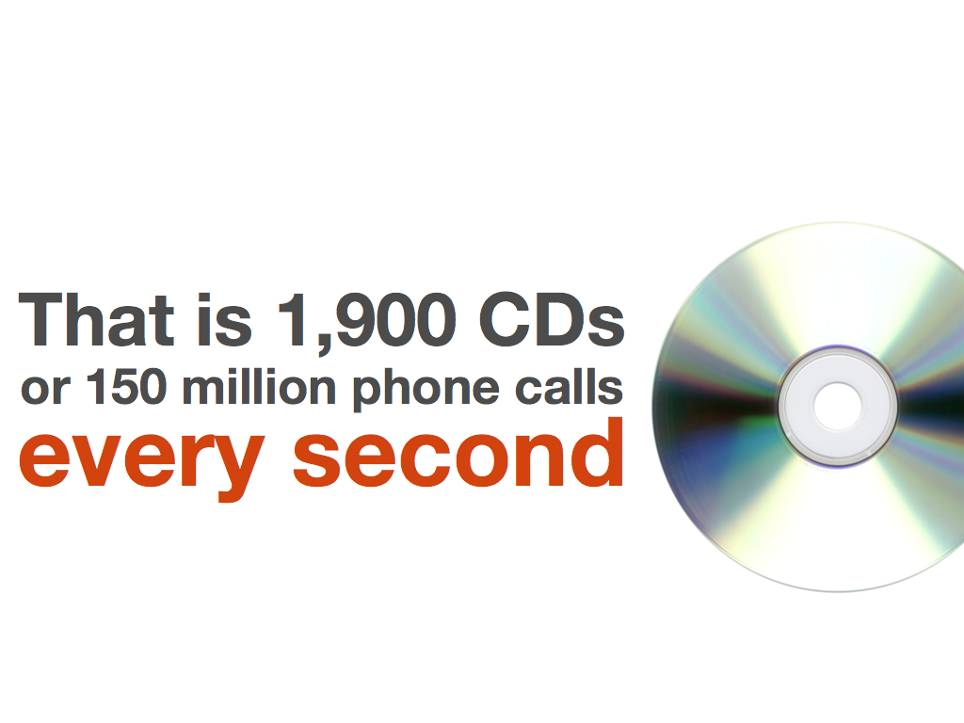 That is 1,900 CDs
or 150 million phone calls
every second